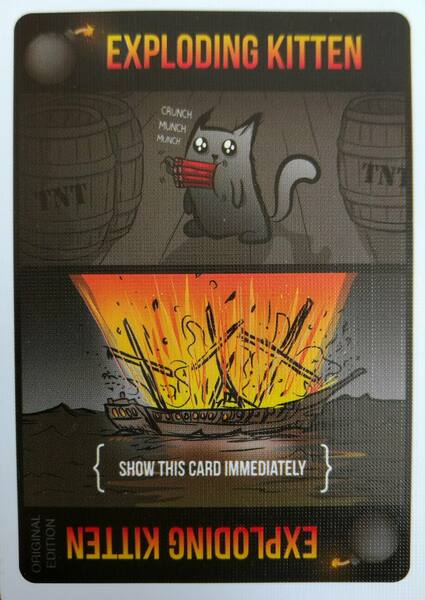 EXPLODING KITTEN
CRUNCH
MUNCH
MUNCH
TNT
TNT
SHOW THIS CARD IMMEDIATELY
ORIGINAL
EDITION
EXPLODING KITTEN